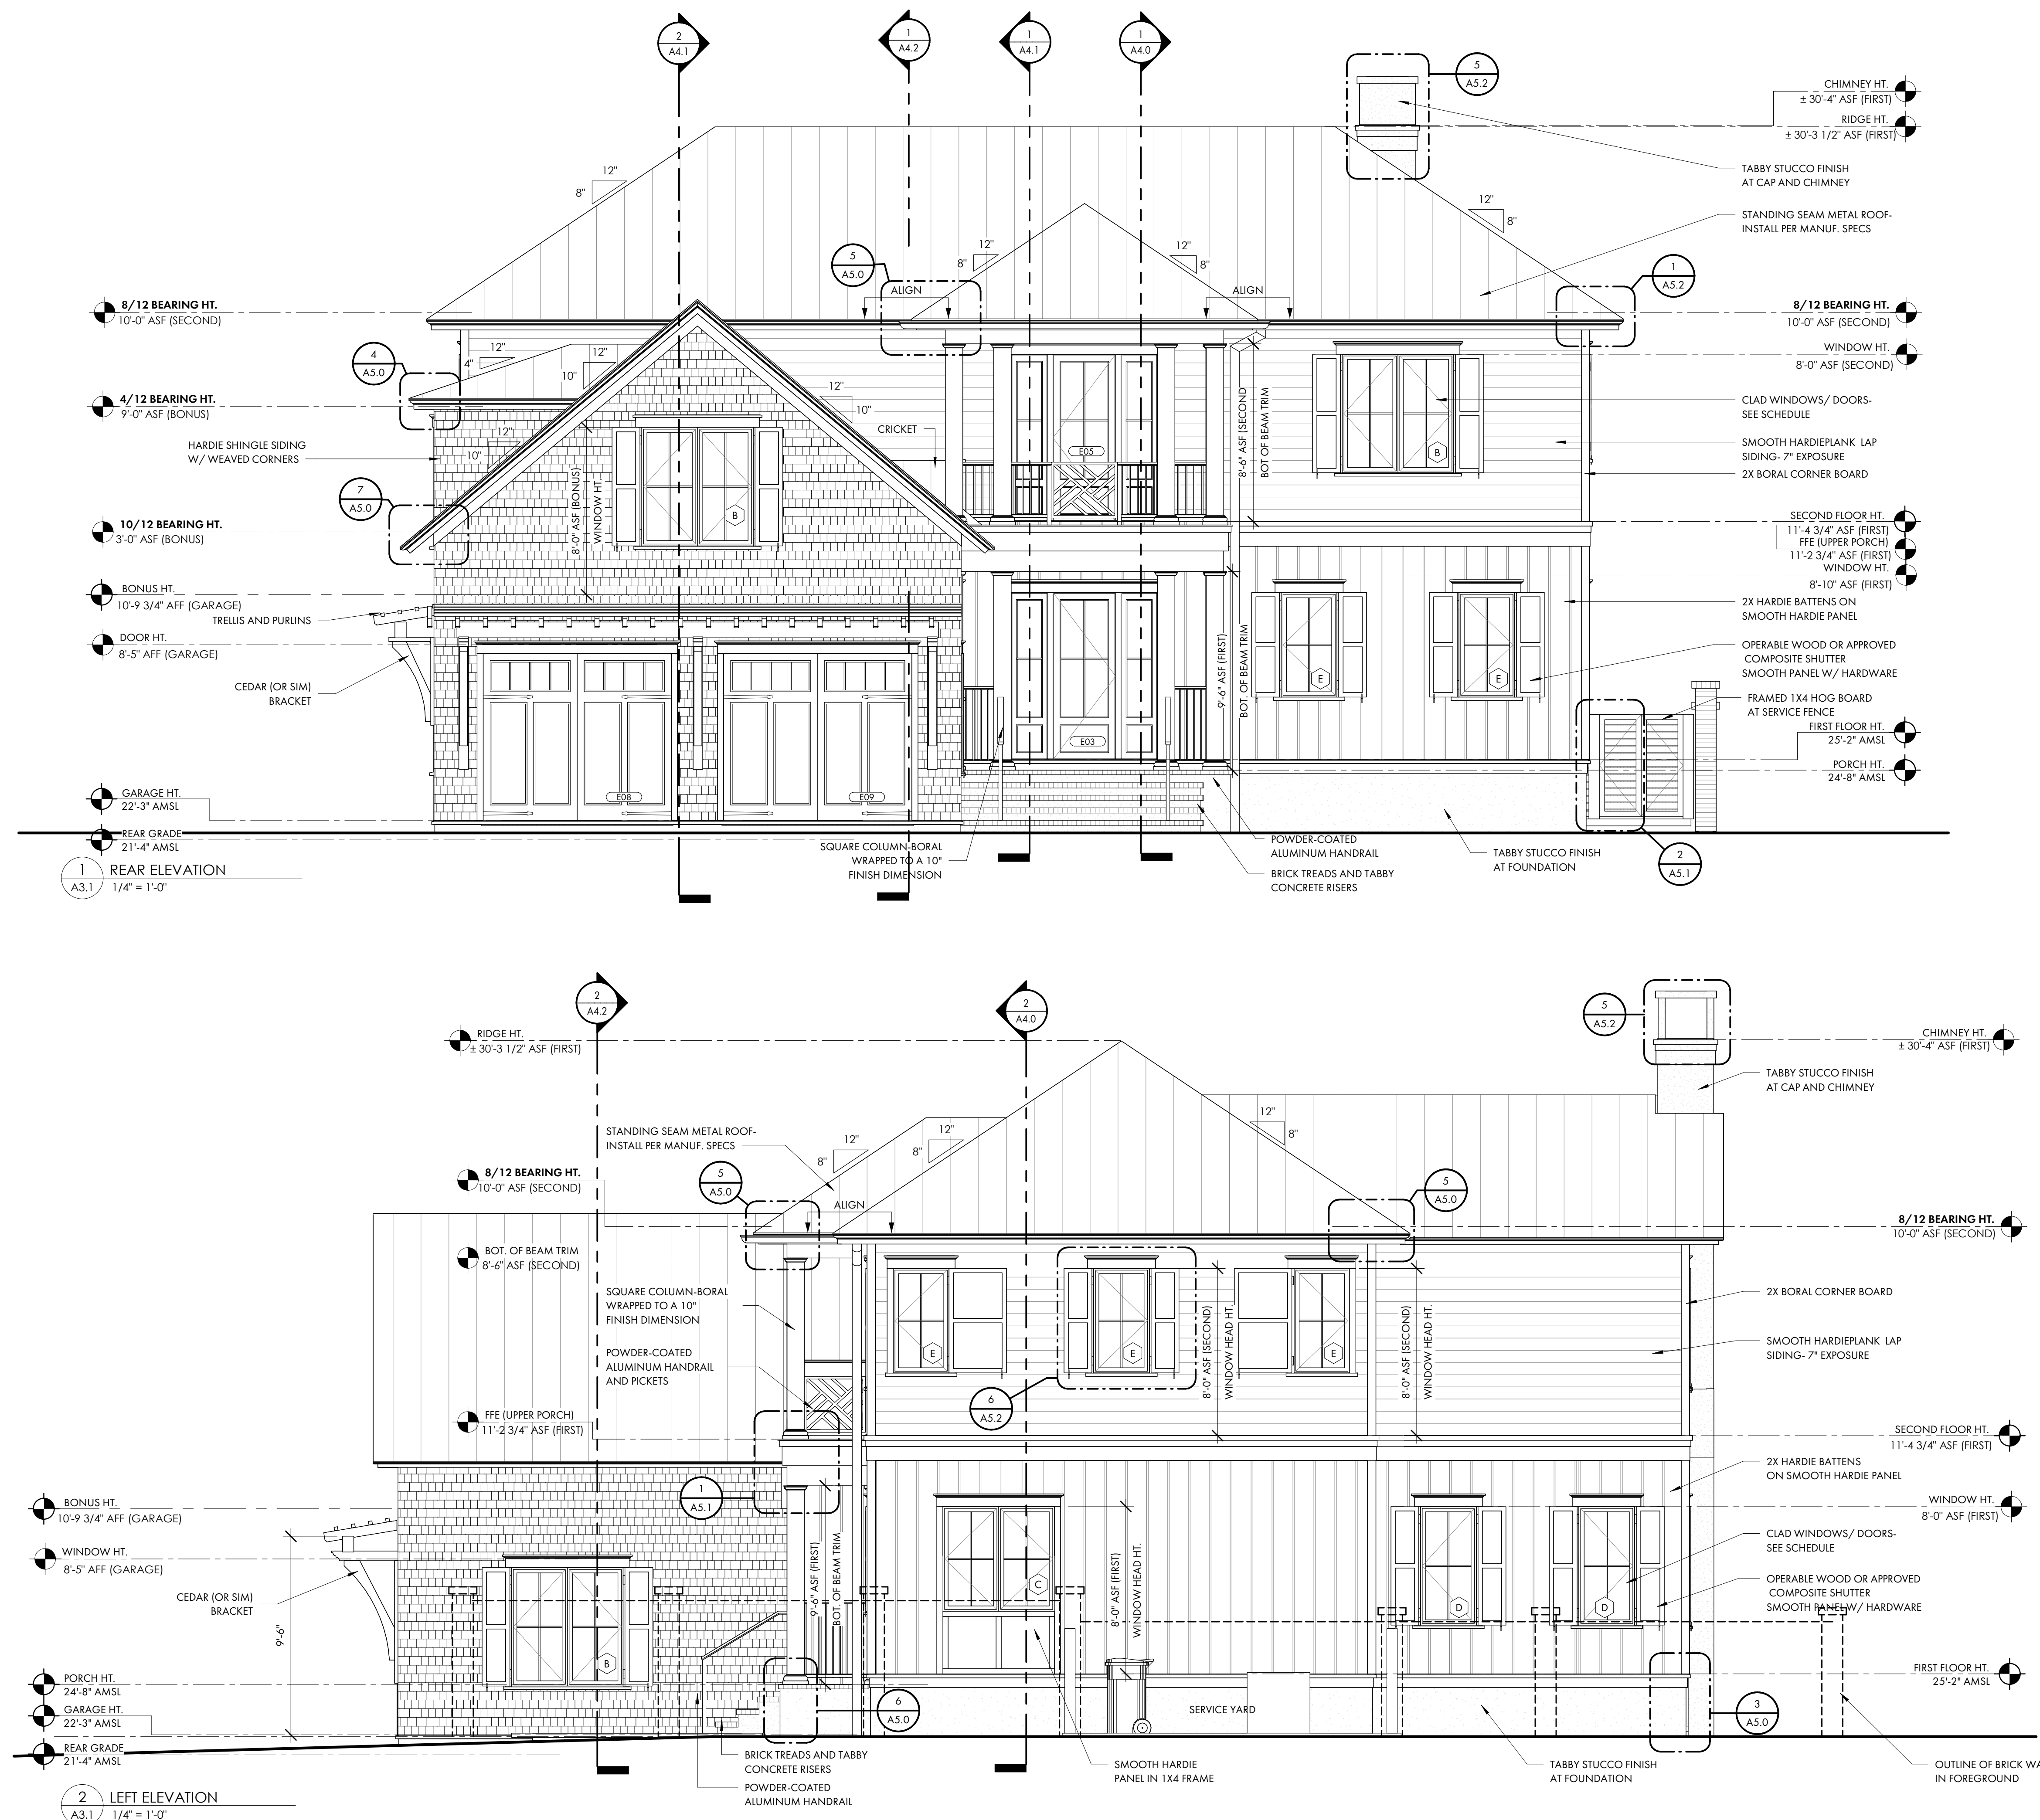 2
A4.1
1
A4.2
1
A4.1
1
A4.0
5
A5.2
CHIMNEY HT.
± 30'-4" ASF (FIRST)
RIDGE HT.
± 30'-3 1/2" ASF (FIRST)
TABBY STUCCO FINISH
AT CAP AND CHIMNEY
12"
8"
12"
8"
STANDING SEAM METAL ROOF-
INSTALL PER MANUF. SPECS
5
A5.0
12"
8"
12"
8"
1
A5.2
ALIGN
ALIGN
8/12 BEARING HT.
10'-0" ASF (SECOND)
8/12 BEARING HT.
10'-0" ASF (SECOND)
WINDOW HT.
8'-0" ASF (SECOND)
4
A5.0
12"
4"
12"
10"
12"
10"
4/12 BEARING HT.
9'-0" ASF (BONUS)
CLAD WINDOWS/ DOORS-
SEE SCHEDULE
HARDIE SHINGLE SIDING
W/ WEAVED CORNERS
12"
10"
CRICKET
E05
B
8'-6" ASF (SECOND
BOT OF BEAM TRIM
SMOOTH HARDIEPLANK LAP
SIDING- 7" EXPOSURE
2X BORAL CORNER BOARD
7
A5.0
8'-0" ASF (BONUS)
WINDOW HT.
B
10/12 BEARING HT.
3'-0" ASF (BONUS)
SECOND FLOOR HT.
11'-4 3/4" ASF (FIRST)
FFE (UPPER PORCH)
11'-2 3/4" ASF (FIRST)
WINDOW HT.
8'-10" ASF (FIRST)
BONUS HT.
10'-9 3/4" AFF (GARAGE)
TRELLIS AND PURLINS
2X HARDIE BATTENS ON
SMOOTH HARDIE PANEL
DOOR HT.
8'-5" AFF (GARAGE)
OPERABLE WOOD OR APPROVED
COMPOSITE SHUTTER
SMOOTH PANEL W/ HARDWARE
CEDAR (OR SIM)
BRACKET
9'-6" ASF (FIRST)
BOT. OF BEAM TRIM
E
E
FRAMED 1X4 HOG BOARD
AT SERVICE FENCE
FIRST FLOOR HT.
25'-2" AMSL
E03
PORCH HT.
24'-8" AMSL
GARAGE HT.
22'-3" AMSL
E08
E09
REAR GRADE
21'-4" AMSL
SQUARE COLUMN-BORAL
WRAPPED TO A 10"
FINISH DIMENSION
POWDER-COATED
ALUMINUM HANDRAIL
BRICK TREADS AND TABBY
CONCRETE RISERS
TABBY STUCCO FINISH
AT FOUNDATION
2
A5.1
1
A3.1
REAR ELEVATION
1/4" = 1'-0"
2
A4.2
2
A4.0
5
A5.2
RIDGE HT.
± 30'-3 1/2" ASF (FIRST)
CHIMNEY HT.
± 30'-4" ASF (FIRST)
TABBY STUCCO FINISH
AT CAP AND CHIMNEY
STANDING SEAM METAL ROOF-
INSTALL PER MANUF. SPECS
12"
8"
12"
8"
12"
8"
8/12 BEARING HT.
10'-0" ASF (SECOND)
5
A5.0
5
A5.0
ALIGN
8/12 BEARING HT.
10'-0" ASF (SECOND)
BOT. OF BEAM TRIM
8'-6" ASF (SECOND)
SQUARE COLUMN-BORAL
WRAPPED TO A 10"
FINISH DIMENSION
2X BORAL CORNER BOARD
POWDER-COATED
ALUMINUM HANDRAIL
AND PICKETS
E
E
E
8'-0" ASF (SECOND)
WINDOW HEAD HT.
8'-0" ASF (SECOND)
WINDOW HEAD HT.
SMOOTH HARDIEPLANK LAP
SIDING- 7" EXPOSURE
6
A5.2
FFE (UPPER PORCH)
11'-2 3/4" ASF (FIRST)
SECOND FLOOR HT.
11'-4 3/4" ASF (FIRST)
2X HARDIE BATTENS
ON SMOOTH HARDIE PANEL
1
A5.1
BONUS HT.
10'-9 3/4" AFF (GARAGE)
WINDOW HT.
8'-0" ASF (FIRST)
WINDOW HT.
8'-5" AFF (GARAGE)
CLAD WINDOWS/ DOORS-
SEE SCHEDULE
CEDAR (OR SIM)
BRACKET
9'-6"
9'-6" ASF (FIRST)
BOT. OF BEAM TRIM
C
8'-0" ASF (FIRST)
WINDOW HEAD HT.
D
D
OPERABLE WOOD OR APPROVED
COMPOSITE SHUTTER
SMOOTH PANEL W/ HARDWARE
B
PORCH HT.
24'-8" AMSL
FIRST FLOOR HT.
25'-2" AMSL
GARAGE HT.
22'-3" AMSL
6
A5.0
SERVICE YARD
3
A5.0
REAR GRADE
21'-4" AMSL
BRICK TREADS AND TABBY
CONCRETE RISERS
POWDER-COATED
ALUMINUM HANDRAIL
SMOOTH HARDIE
PANEL IN 1X4 FRAME
TABBY STUCCO FINISH
AT FOUNDATION
OUTLINE OF BRICK
IN FOREGROUND
2
A3.1
LEFT ELEVATION
1/4" = 1'-0"